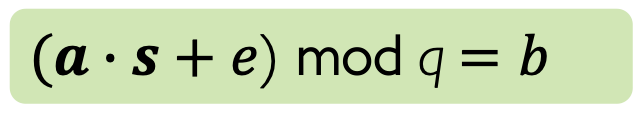 (a · s + e) mod q = b